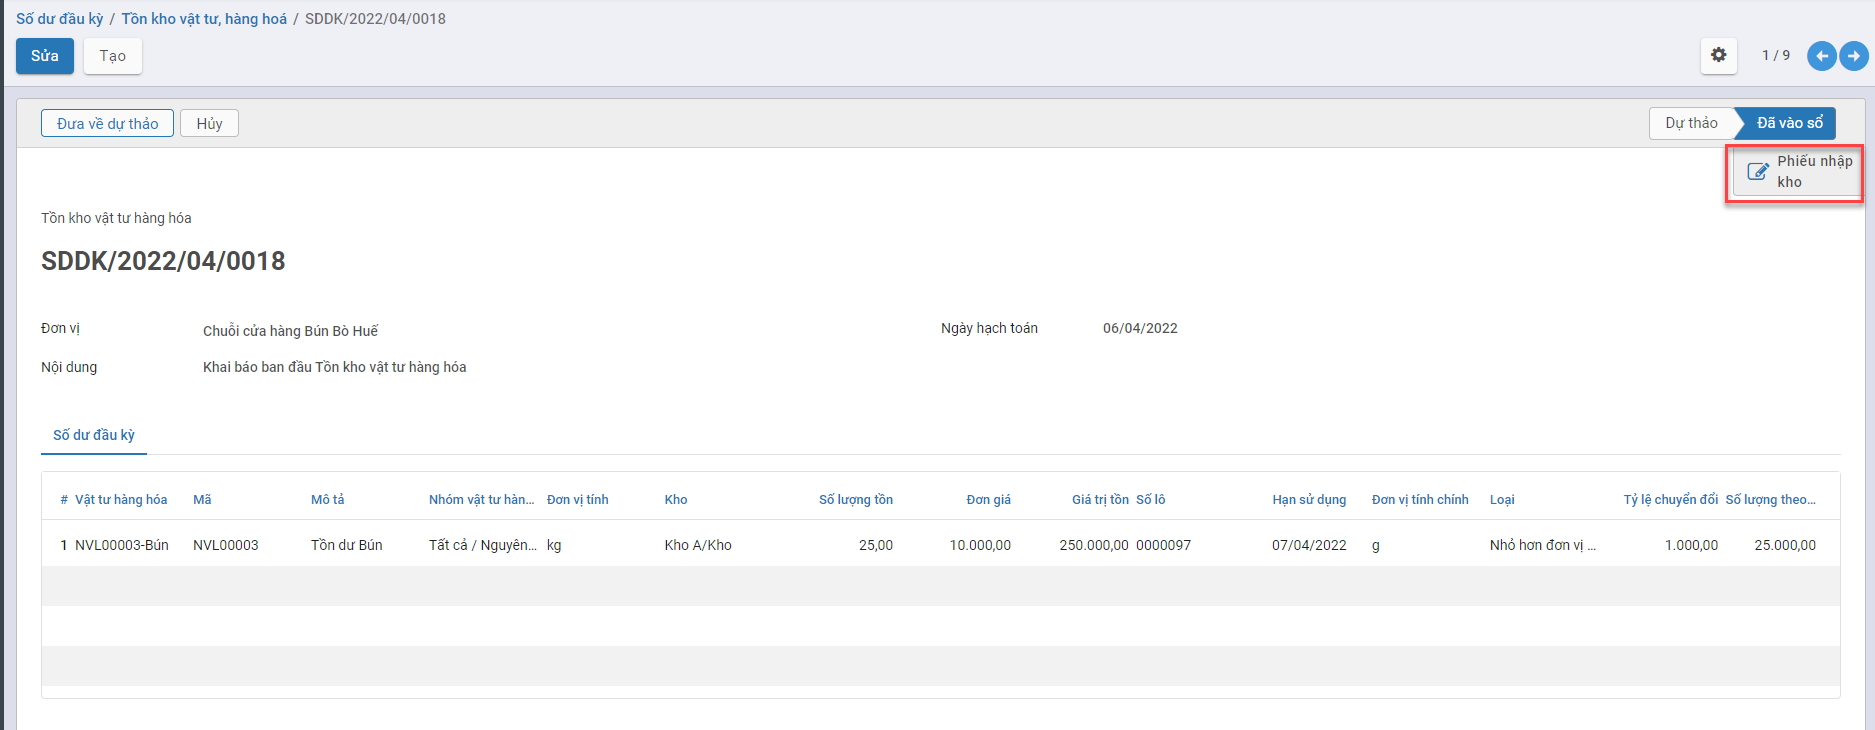 Số dư đầu kỳ / Tồn kho vật tư, hàng hoá / SDDK/2022/04/0018
Sửa Tạo 1 / 9
Đưa về dự thảo Hủy Dự thảo Đã vào sổ
Phiếu nhập
kho
Tồn kho vật tư hàng hóa
SDDK/2022/04/0018
Đơn vị Chuỗi cửa hàng Bún Bò Huế Ngày hạch toán 06/04/2022
Nội dung Khai báo ban đầu Tồn kho vật tư hàng hóa
Số dư đầu kỳ
# Vật tư hàng hóa Mã Mô tả Nhóm vật tư hàn... Đơn vị tính Kho Số lượng tồn Đơn giá Giá trị tồn Số lô Hạn sử dụng Đơn vị tính chính Loại Tỷ lệ chuyển đổi Số lượng theo...
1 NVL00003-Bún NVL00003 Tồn dư Bún Tất cả / Nguyên... kg Kho A/Kho 25,00 10.000,00 250.000,00 0000097 07/04/2022 g Nhỏ hơn đơn vị ... 1.000,00 25.000,00